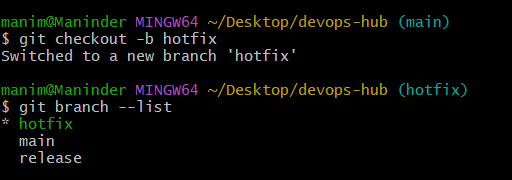 manim@Maninder MINGW64 ~/Desktop/devops-hub (main)
$ git checkout -b hotfix
Switched to a new branch 'hotfix'
manim@Maninder MINGW64 ~/Desktop/devops-hub (hotfix)
$ git branch --list
* hotfix
  main
  release